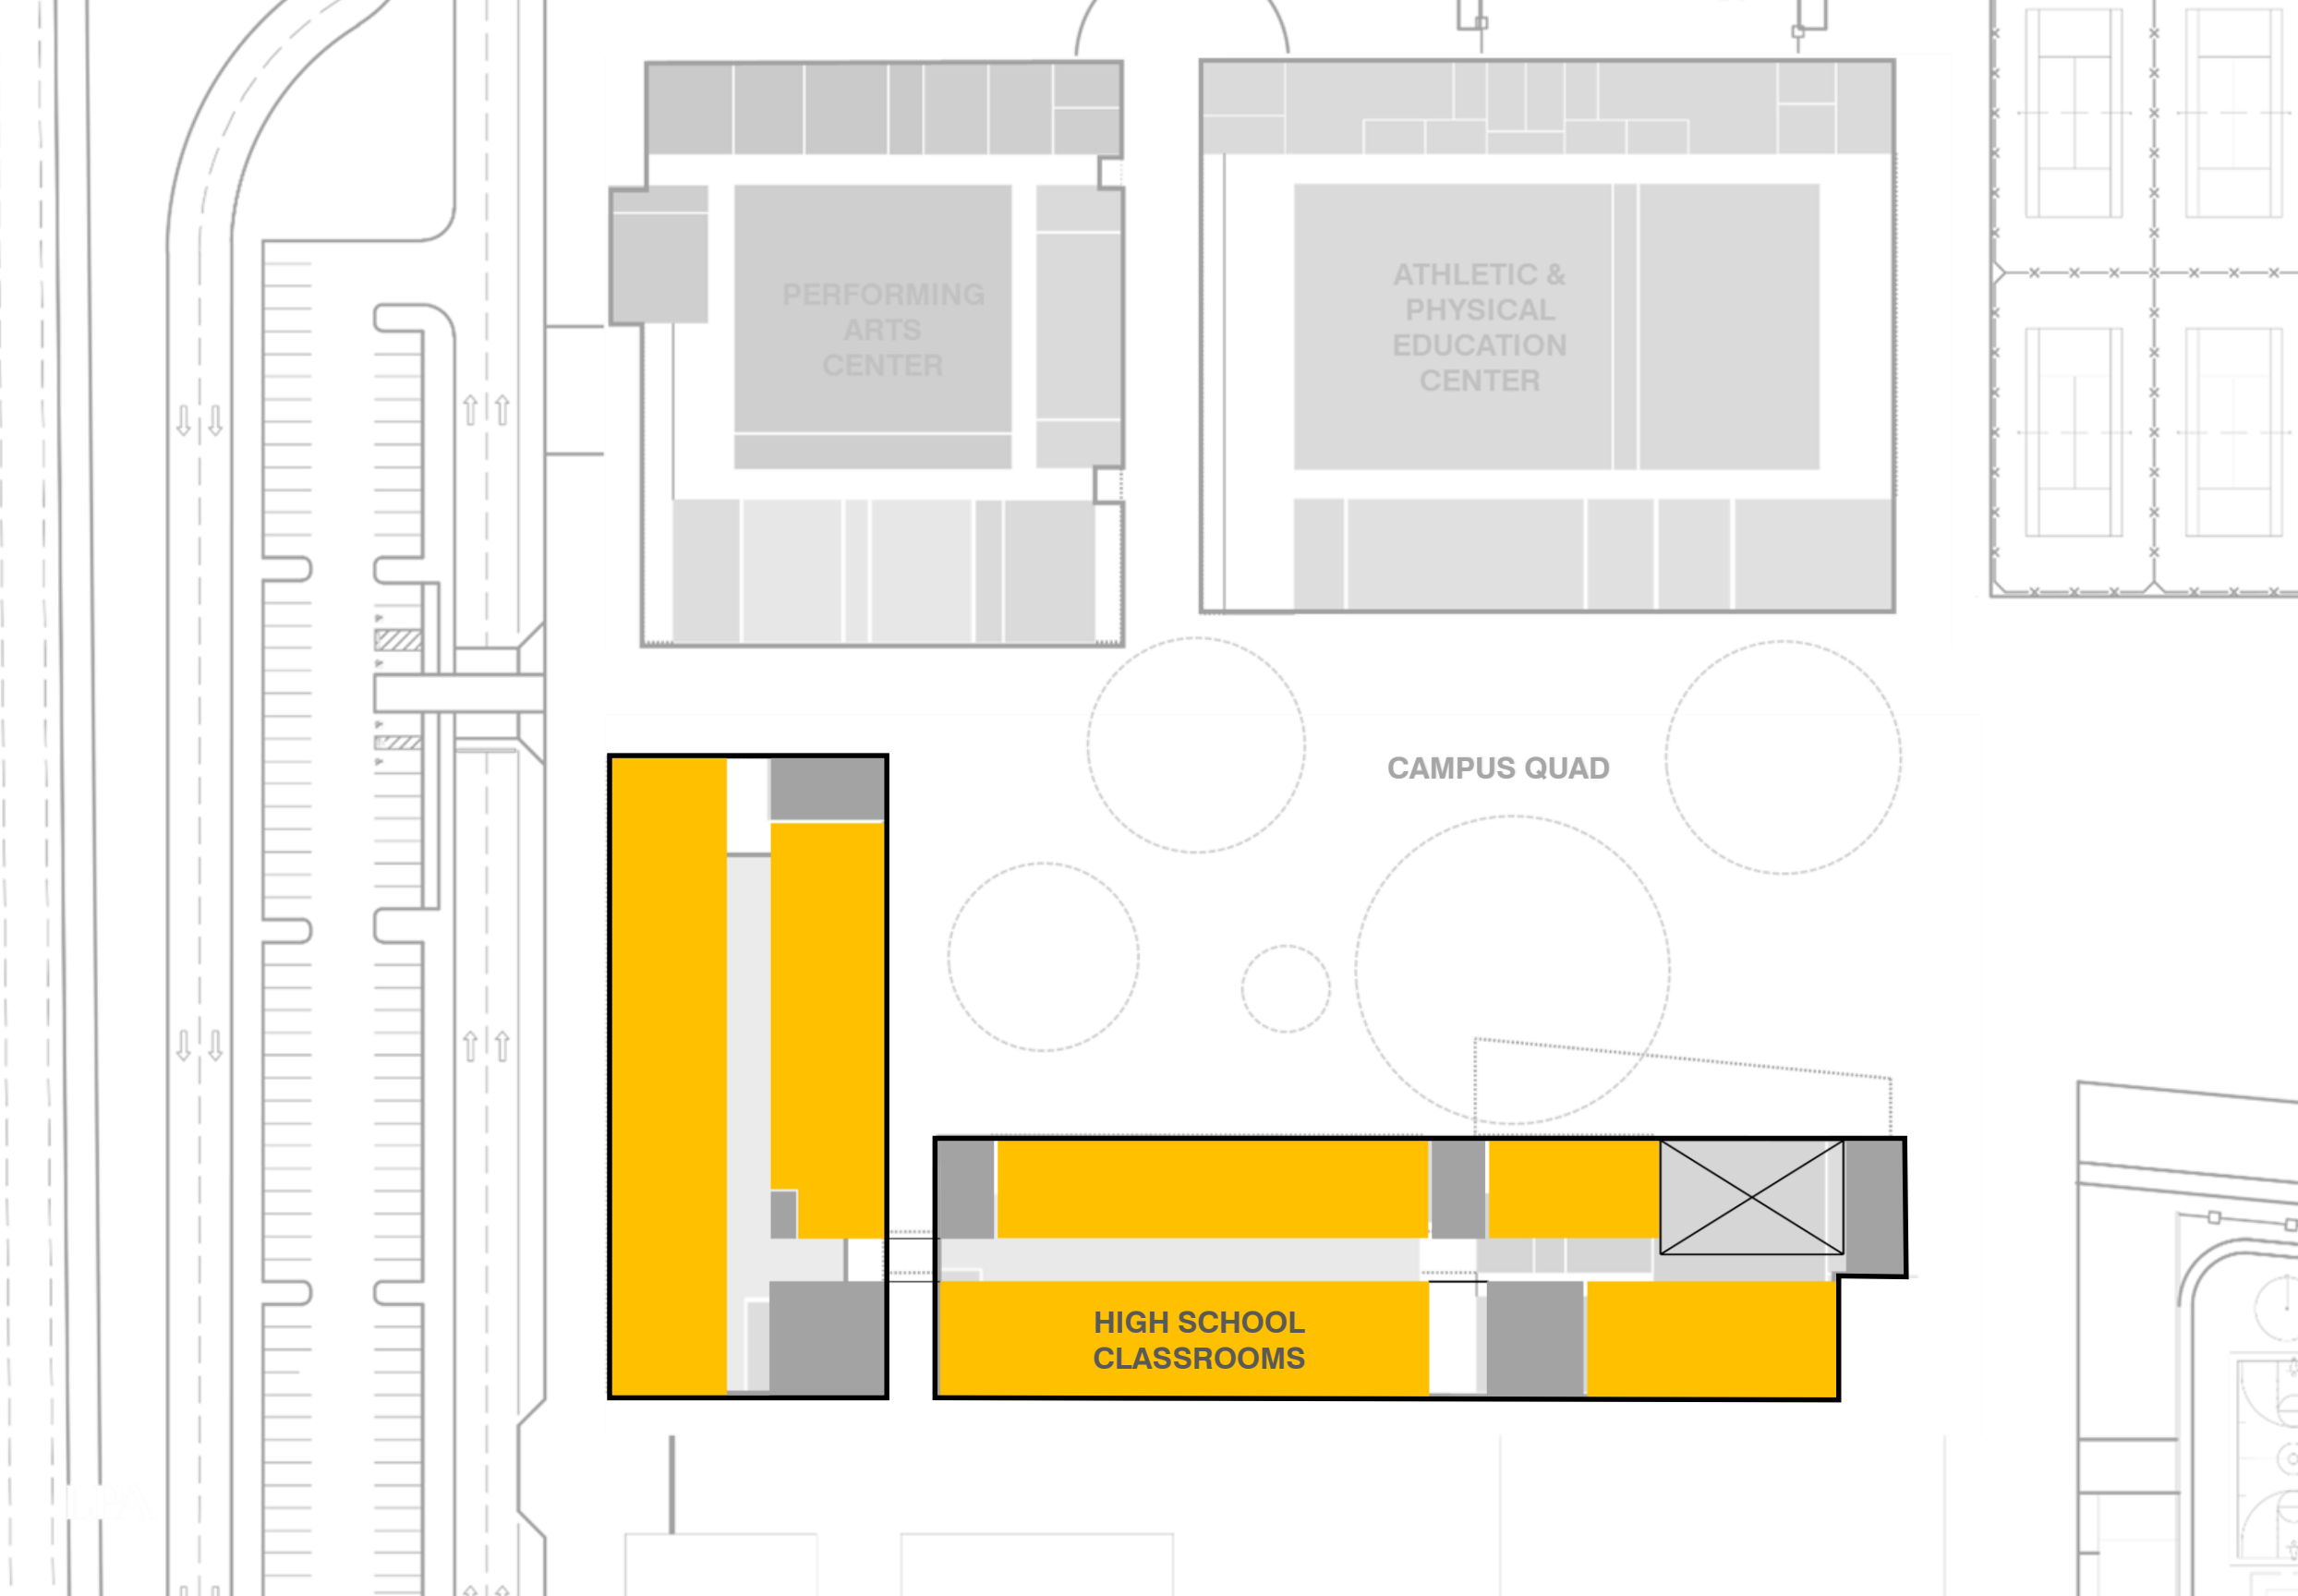 PERFORMING
ARTS
CENTER
ATHLETIC &
PHYSICAL
EDUCATION
CENTER
CAMPUS QUAD
HIGH SCHOOL
CLASSROOMS